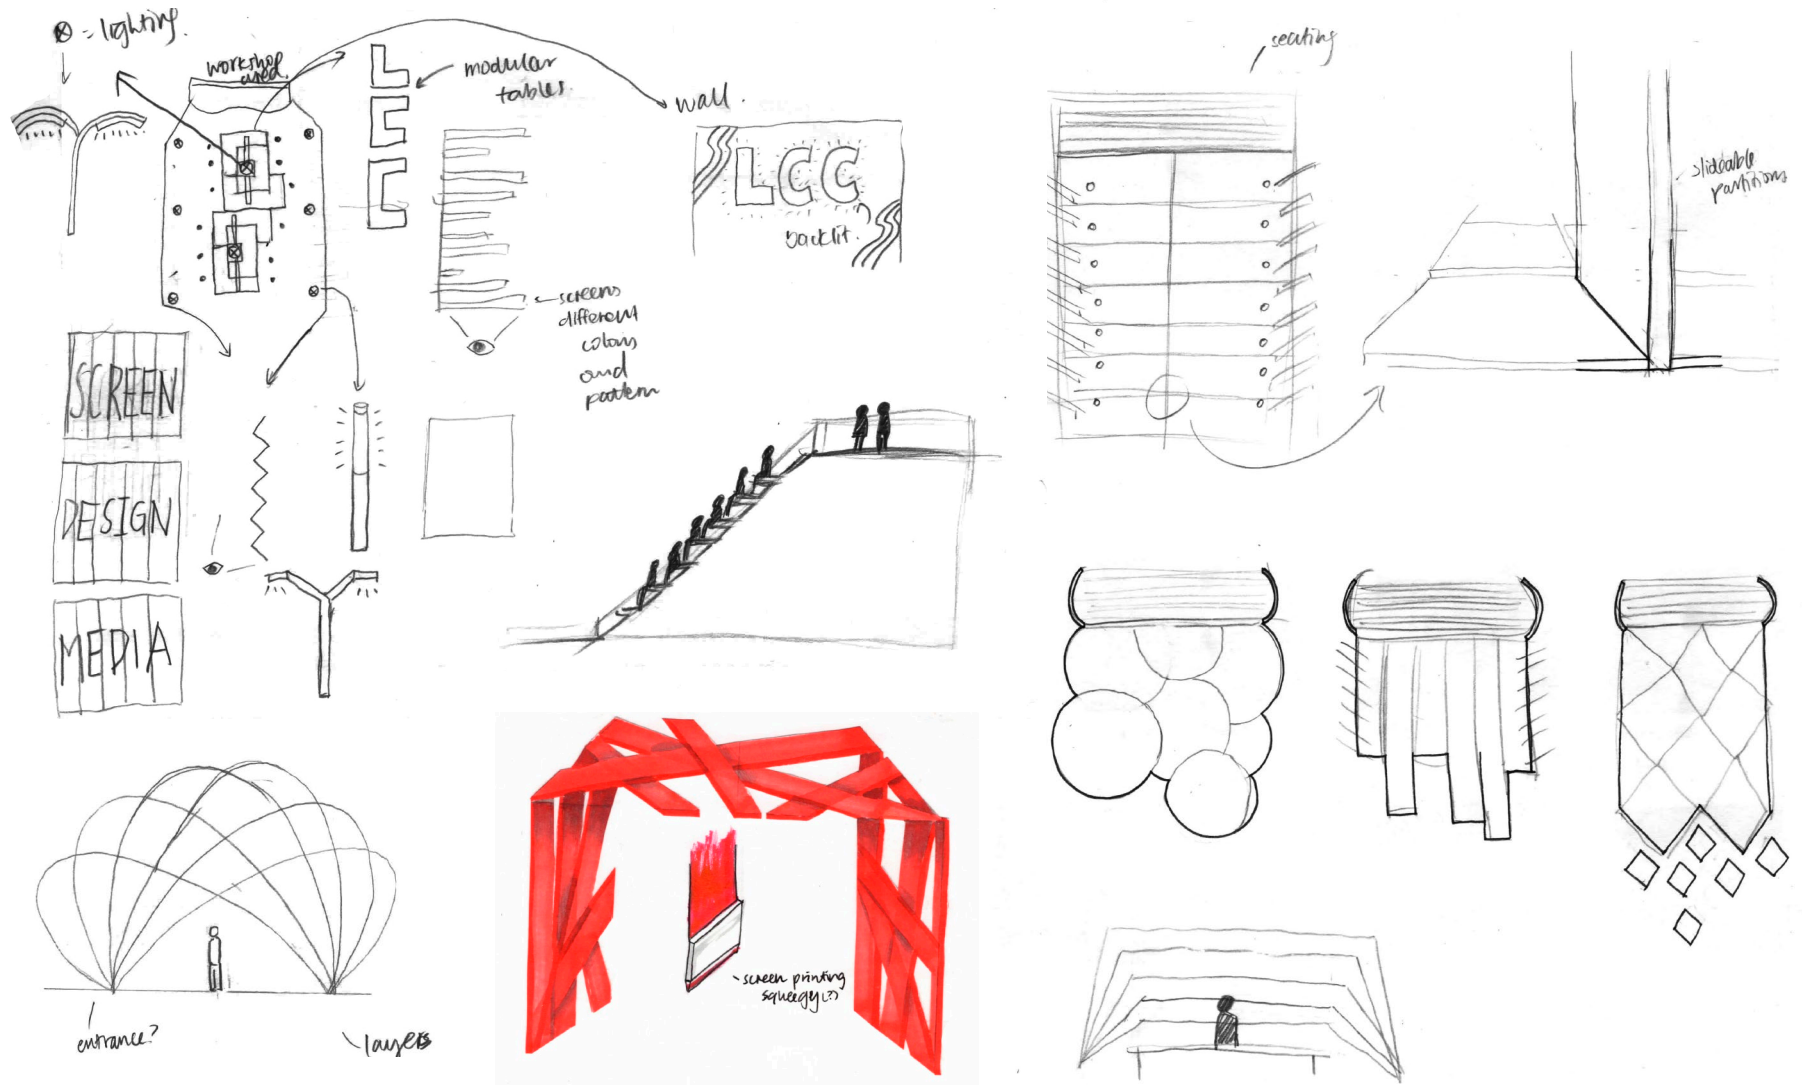 ⊗ = lighting.
workshop
area.
modular
tables.
wall.
LCC
backlit.
L
C
C
screens
different
colours
and
pattern
seating
slideable
partitions
SCREEN
DESIGN
MEDIA
entrance?
layers
screen printing
squeegy(?)